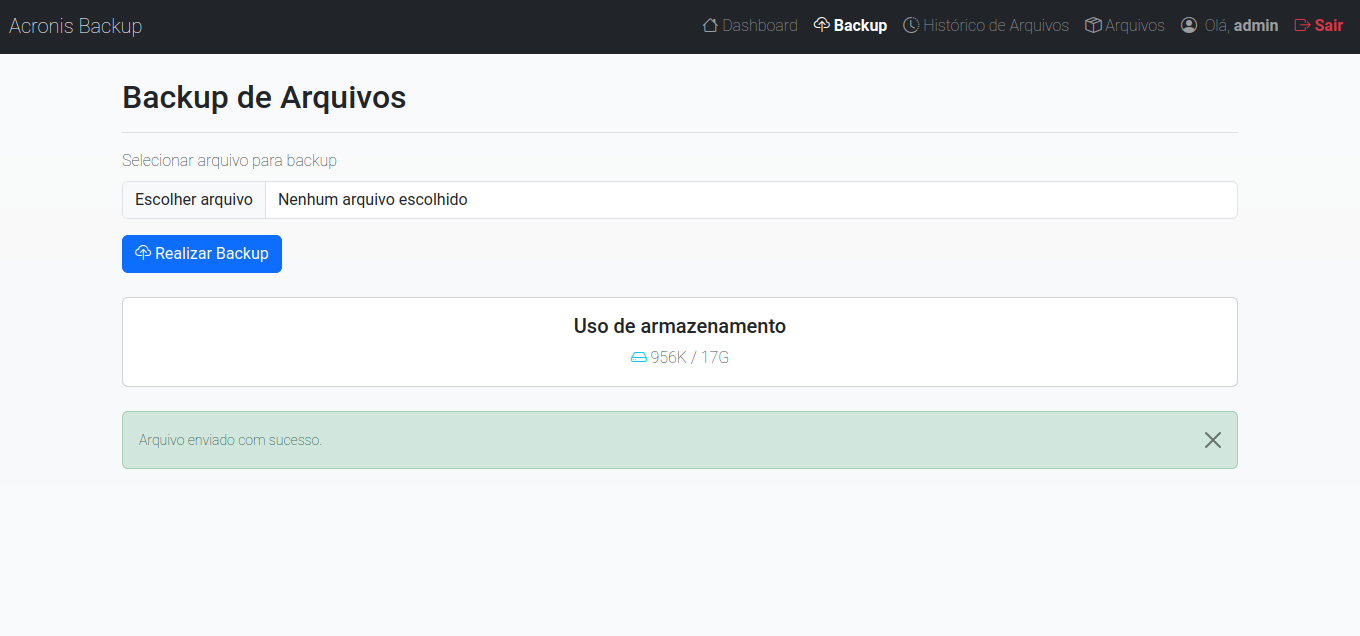 Acronis Backup
Dashboard
Backup
Histórico de Arquivos
Arquivos
Olá, admin
Sair
Backup de Arquivos
Selecionar arquivo para backup
Escolher arquivo
Nenhum arquivo escolhido
Realizar Backup
Uso de armazenamento
956K / 17G
Arquivo enviado com sucesso.